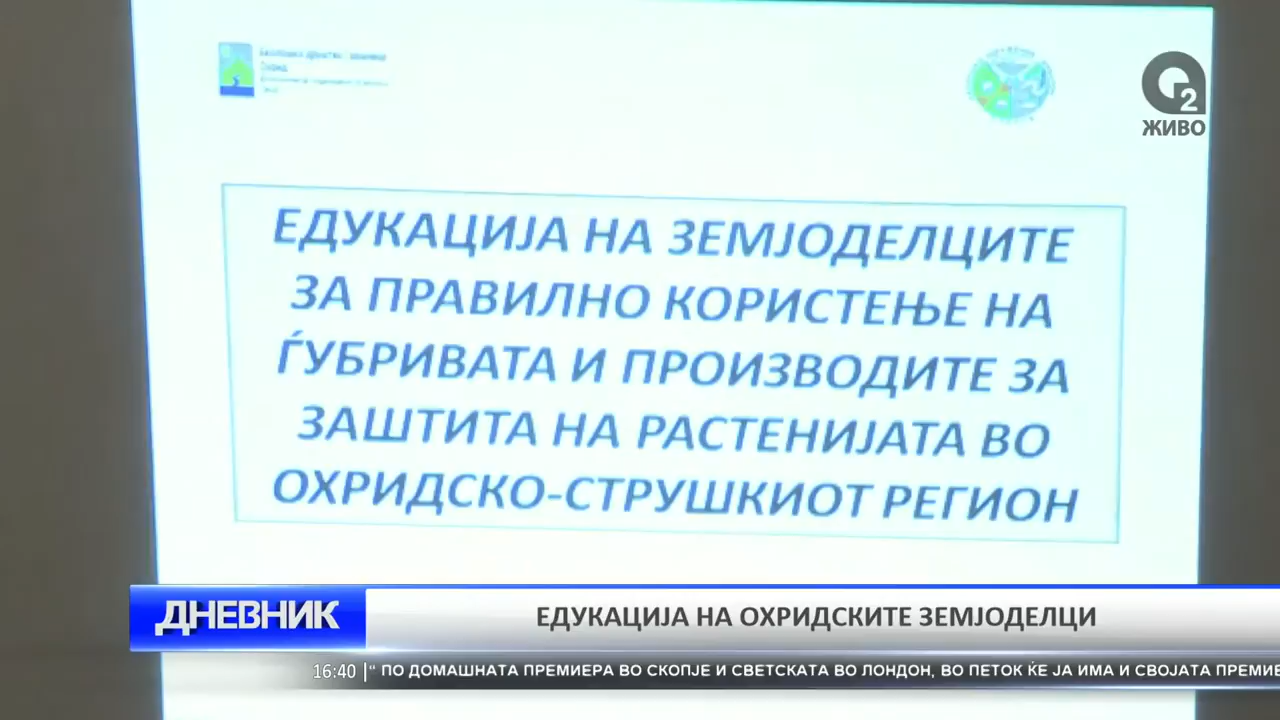 2
ЖИВО
ЕДУКАЦИЈА НА ЗЕМЈОДЕЛЦИТЕ
ЗА ПРАВИЛНО КОРИСТЕЊЕ НА
ЃУБРИВАТА И ПРОИЗВОДИТЕ ЗА
ЗАШТИТА НА РАСТЕНИЈАТА ВО
ОХРИДСКО-СТРУШКИОТ РЕГИОН
ДНЕВНИК
ЕДУКАЦИЈА НА ОХРИДСКИТЕ ЗЕМЈОДЕЛЦИ
16:40 |“ ПО ДОМАШНАТА ПРЕМИЕРА ВО СКОПЈЕ И СВЕТСКАТА ВО ЛОНДОН, ВО ПЕТОК ЌЕ ЈА ИМА И СВОЈАТА ПРЕМИЕ